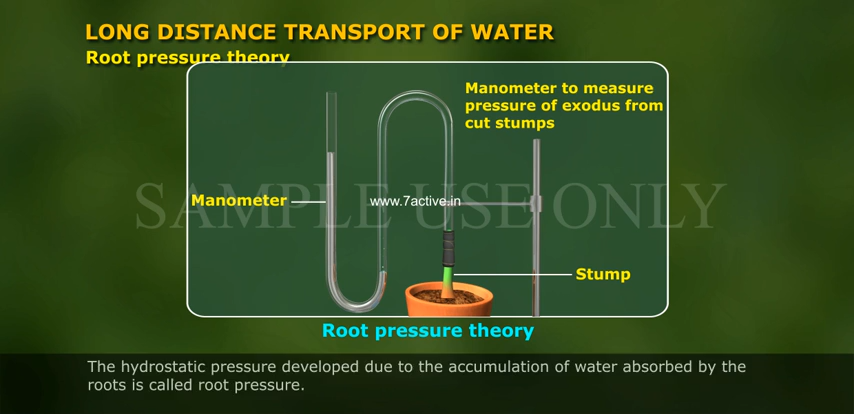 LONG DISTANCE TRANSPORT OF WATER
Root pressure theory
Manometer to measure
pressure of exodus from
cut stumps
Manometer
www.7active.in
SAMPLE USE ONLY
Stump
Root pressure theory
The hydrostatic pressure developed due to the accumulation of water absorbed by the
roots is called root pressure.